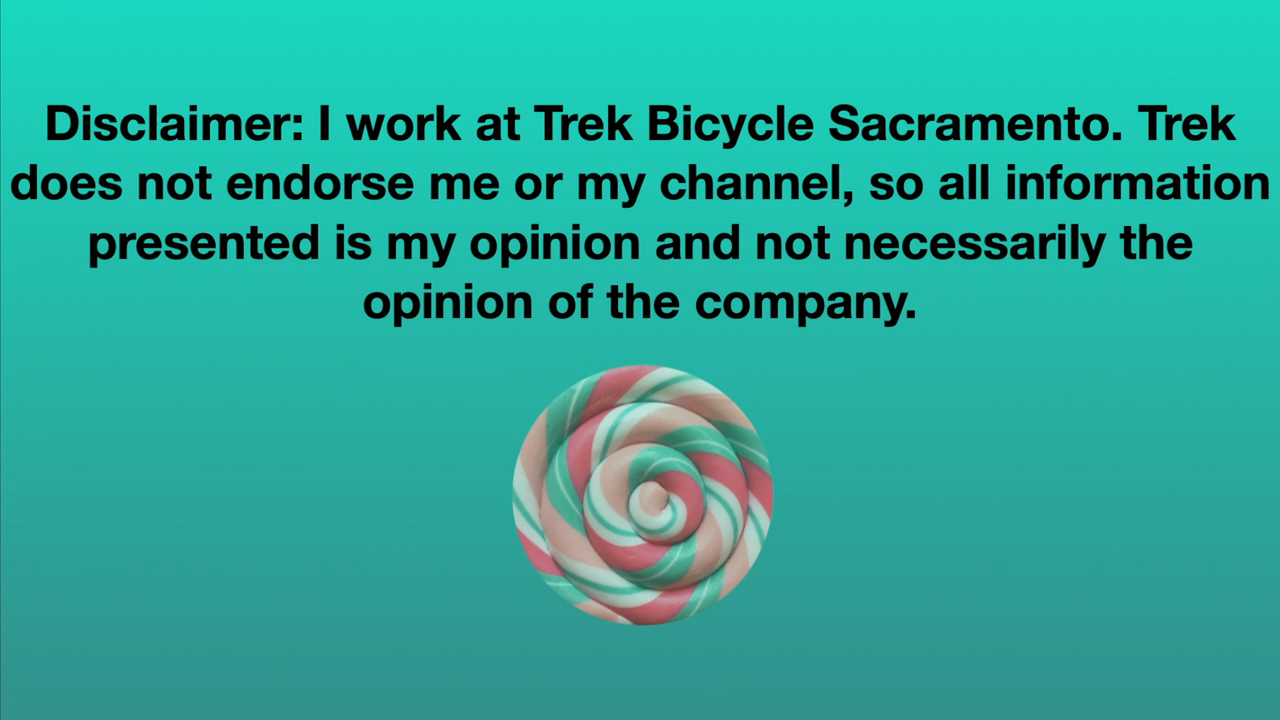 Disclaimer: I work at Trek Bicycle Sacramento. Trek
does not endorse me or my channel, so all information
presented is my opinion and not necessarily the
opinion of the company.